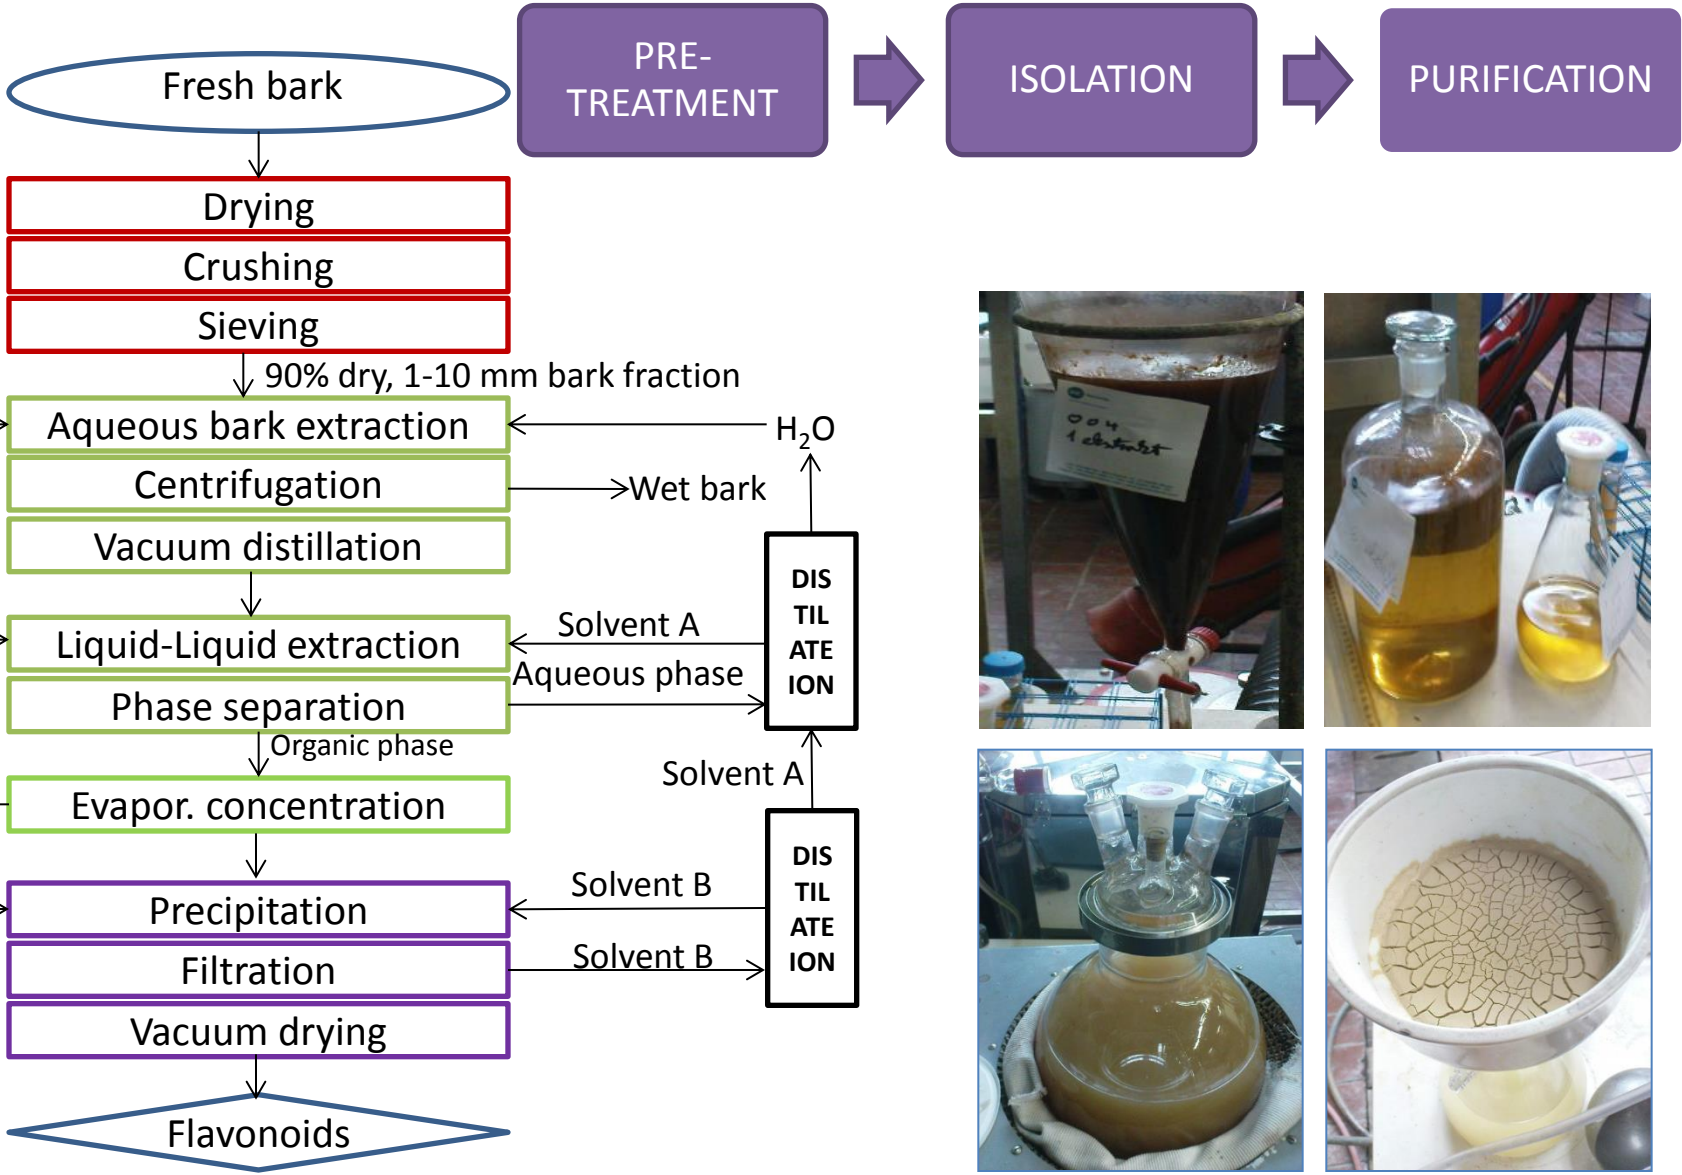 Fresh bark
PRE-
TREATMENT
ISOLATION
PURIFICATION
Drying
Crushing
Sieving
90% dry, 1-10 mm bark fraction
Aqueous bark extraction
H₂O
Centrifugation
Wet bark
Vacuum distillation
DIS
TIL
ATE
ION
Liquid-Liquid extraction
Solvent A
Aqueous phase
Phase separation
Organic phase
Solvent A
Evapor. concentration
DIS
TIL
ATE
ION
Precipitation
Solvent B
Filtration
Solvent B
Vacuum drying
Flavonoids
004